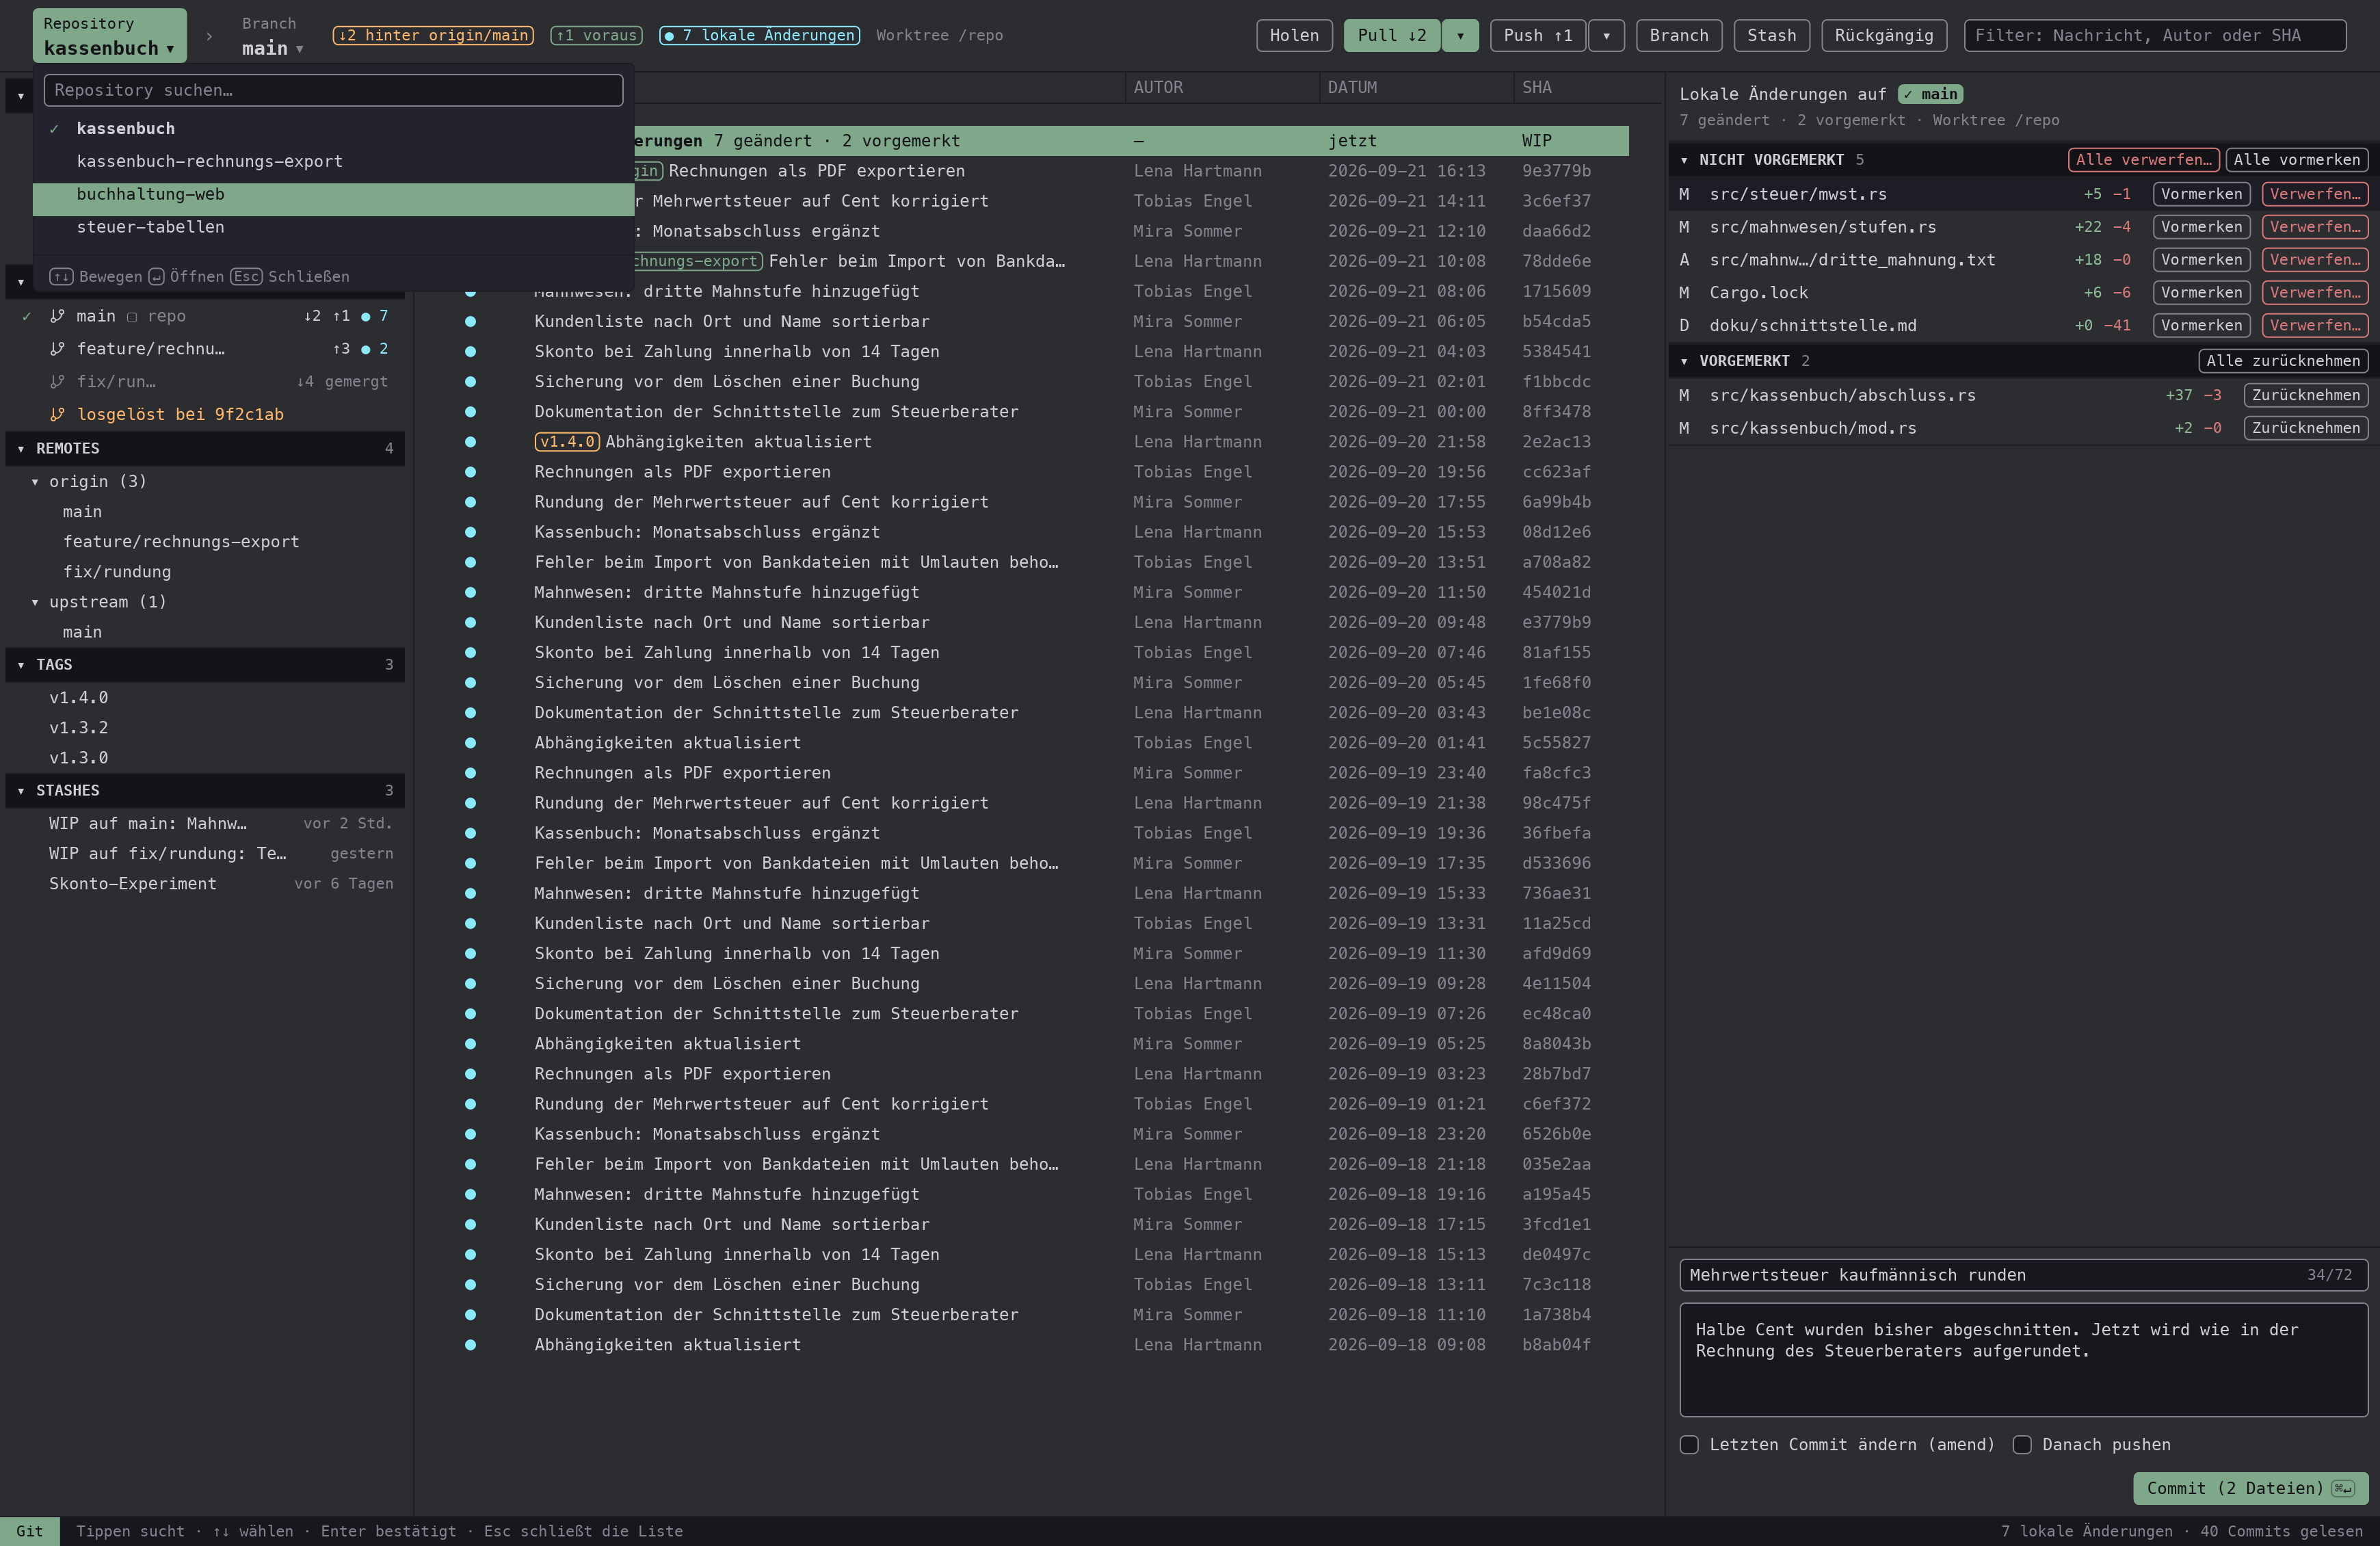 Repository
kassenbuch ▾
›
Branch
main ▾
↓2 hinter origin/main
↑1 voraus
● 7 lokale Änderungen
Worktree /repo
Holen
Pull ↓2 ▾
Push ↑1 ▾
Branch
Stash
Rückgängig
Filter: Nachricht, Autor oder SHA
Repository suchen…
✓ kassenbuch
kassenbuch-rechnungs-export
buchhaltung-web
steuer-tabellen
↑↓ Bewegen ↵ Öffnen Esc Schließen
✓ main ▢ repo ↓2 ↑1 ● 7
feature/rechnu… ↑3 ● 2
fix/run… ↓4 gemergt
losgelöst bei 9f2c1ab
▾ REMOTES 4
▾ origin (3)
main
feature/rechnungs-export
fix/rundung
▾ upstream (1)
main
▾ TAGS 3
v1.4.0
v1.3.2
v1.3.0
▾ STASHES 3
WIP auf main: Mahnw… vor 2 Std.
WIP auf fix/rundung: Te… gestern
Skonto-Experiment vor 6 Tagen
AUTOR DATUM SHA
erungen 7 geändert · 2 vorgemerkt — jetzt WIP
gin Rechnungen als PDF exportieren Lena Hartmann 2026-09-21 16:13 9e3779b
r Mehrwertsteuer auf Cent korrigiert Tobias Engel 2026-09-21 14:11 3c6ef37
: Monatsabschluss ergänzt Mira Sommer 2026-09-21 12:10 daa66d2
chnungs-export Fehler beim Import von Bankda… Lena Hartmann 2026-09-21 10:08 78dde6e
Mahnwesen: dritte Mahnstufe hinzugefügt Tobias Engel 2026-09-21 08:06 1715609
Kundenliste nach Ort und Name sortierbar Mira Sommer 2026-09-21 06:05 b54cda5
Skonto bei Zahlung innerhalb von 14 Tagen Lena Hartmann 2026-09-21 04:03 5384541
Sicherung vor dem Löschen einer Buchung Tobias Engel 2026-09-21 02:01 f1bbcdc
Dokumentation der Schnittstelle zum Steuerberater Mira Sommer 2026-09-21 00:00 8ff3478
v1.4.0 Abhängigkeiten aktualisiert Lena Hartmann 2026-09-20 21:58 2e2ac13
Rechnungen als PDF exportieren Tobias Engel 2026-09-20 19:56 cc623af
Rundung der Mehrwertsteuer auf Cent korrigiert Mira Sommer 2026-09-20 17:55 6a99b4b
Kassenbuch: Monatsabschluss ergänzt Lena Hartmann 2026-09-20 15:53 08d12e6
Fehler beim Import von Bankdateien mit Umlauten beho… Tobias Engel 2026-09-20 13:51 a708a82
Mahnwesen: dritte Mahnstufe hinzugefügt Mira Sommer 2026-09-20 11:50 454021d
Kundenliste nach Ort und Name sortierbar Lena Hartmann 2026-09-20 09:48 e3779b9
Skonto bei Zahlung innerhalb von 14 Tagen Tobias Engel 2026-09-20 07:46 81af155
Sicherung vor dem Löschen einer Buchung Mira Sommer 2026-09-20 05:45 1fe68f0
Dokumentation der Schnittstelle zum Steuerberater Lena Hartmann 2026-09-20 03:43 be1e08c
Abhängigkeiten aktualisiert Tobias Engel 2026-09-20 01:41 5c55827
Rechnungen als PDF exportieren Mira Sommer 2026-09-19 23:40 fa8cfc3
Rundung der Mehrwertsteuer auf Cent korrigiert Lena Hartmann 2026-09-19 21:38 98c475f
Kassenbuch: Monatsabschluss ergänzt Tobias Engel 2026-09-19 19:36 36fbefa
Fehler beim Import von Bankdateien mit Umlauten beho… Mira Sommer 2026-09-19 17:35 d533696
Mahnwesen: dritte Mahnstufe hinzugefügt Lena Hartmann 2026-09-19 15:33 736ae31
Kundenliste nach Ort und Name sortierbar Tobias Engel 2026-09-19 13:31 11a25cd
Skonto bei Zahlung innerhalb von 14 Tagen Mira Sommer 2026-09-19 11:30 afd9d69
Sicherung vor dem Löschen einer Buchung Lena Hartmann 2026-09-19 09:28 4e11504
Dokumentation der Schnittstelle zum Steuerberater Tobias Engel 2026-09-19 07:26 ec48ca0
Abhängigkeiten aktualisiert Mira Sommer 2026-09-19 05:25 8a8043b
Rechnungen als PDF exportieren Lena Hartmann 2026-09-19 03:23 28b7bd7
Rundung der Mehrwertsteuer auf Cent korrigiert Tobias Engel 2026-09-19 01:21 c6ef372
Kassenbuch: Monatsabschluss ergänzt Mira Sommer 2026-09-18 23:20 6526b0e
Fehler beim Import von Bankdateien mit Umlauten beho… Lena Hartmann 2026-09-18 21:18 035e2aa
Mahnwesen: dritte Mahnstufe hinzugefügt Tobias Engel 2026-09-18 19:16 a195a45
Kundenliste nach Ort und Name sortierbar Mira Sommer 2026-09-18 17:15 3fcd1e1
Skonto bei Zahlung innerhalb von 14 Tagen Lena Hartmann 2026-09-18 15:13 de0497c
Sicherung vor dem Löschen einer Buchung Tobias Engel 2026-09-18 13:11 7c3c118
Dokumentation der Schnittstelle zum Steuerberater Mira Sommer 2026-09-18 11:10 1a738b4
Abhängigkeiten aktualisiert Lena Hartmann 2026-09-18 09:08 b8ab04f
Lokale Änderungen auf ✓ main
7 geändert · 2 vorgemerkt · Worktree /repo
▾ NICHT VORGEMERKT 5 Alle verwerfen… Alle vormerken
M src/steuer/mwst.rs +5 −1 Vormerken Verwerfen…
M src/mahnwesen/stufen.rs +22 −4 Vormerken Verwerfen…
A src/mahnw…/dritte_mahnung.txt +18 −0 Vormerken Verwerfen…
M Cargo.lock +6 −6 Vormerken Verwerfen…
D doku/schnittstelle.md +0 −41 Vormerken Verwerfen…
▾ VORGEMERKT 2 Alle zurücknehmen
M src/kassenbuch/abschluss.rs +37 −3 Zurücknehmen
M src/kassenbuch/mod.rs +2 −0 Zurücknehmen
Mehrwertsteuer kaufmännisch runden 34/72
Halbe Cent wurden bisher abgeschnitten. Jetzt wird wie in der
Rechnung des Steuerberaters aufgerundet.
Letzten Commit ändern (amend) Danach pushen
Commit (2 Dateien) ⌘↵
Git Tippen sucht · ↑↓ wählen · Enter bestätigt · Esc schließt die Liste
7 lokale Änderungen · 40 Commits gelesen